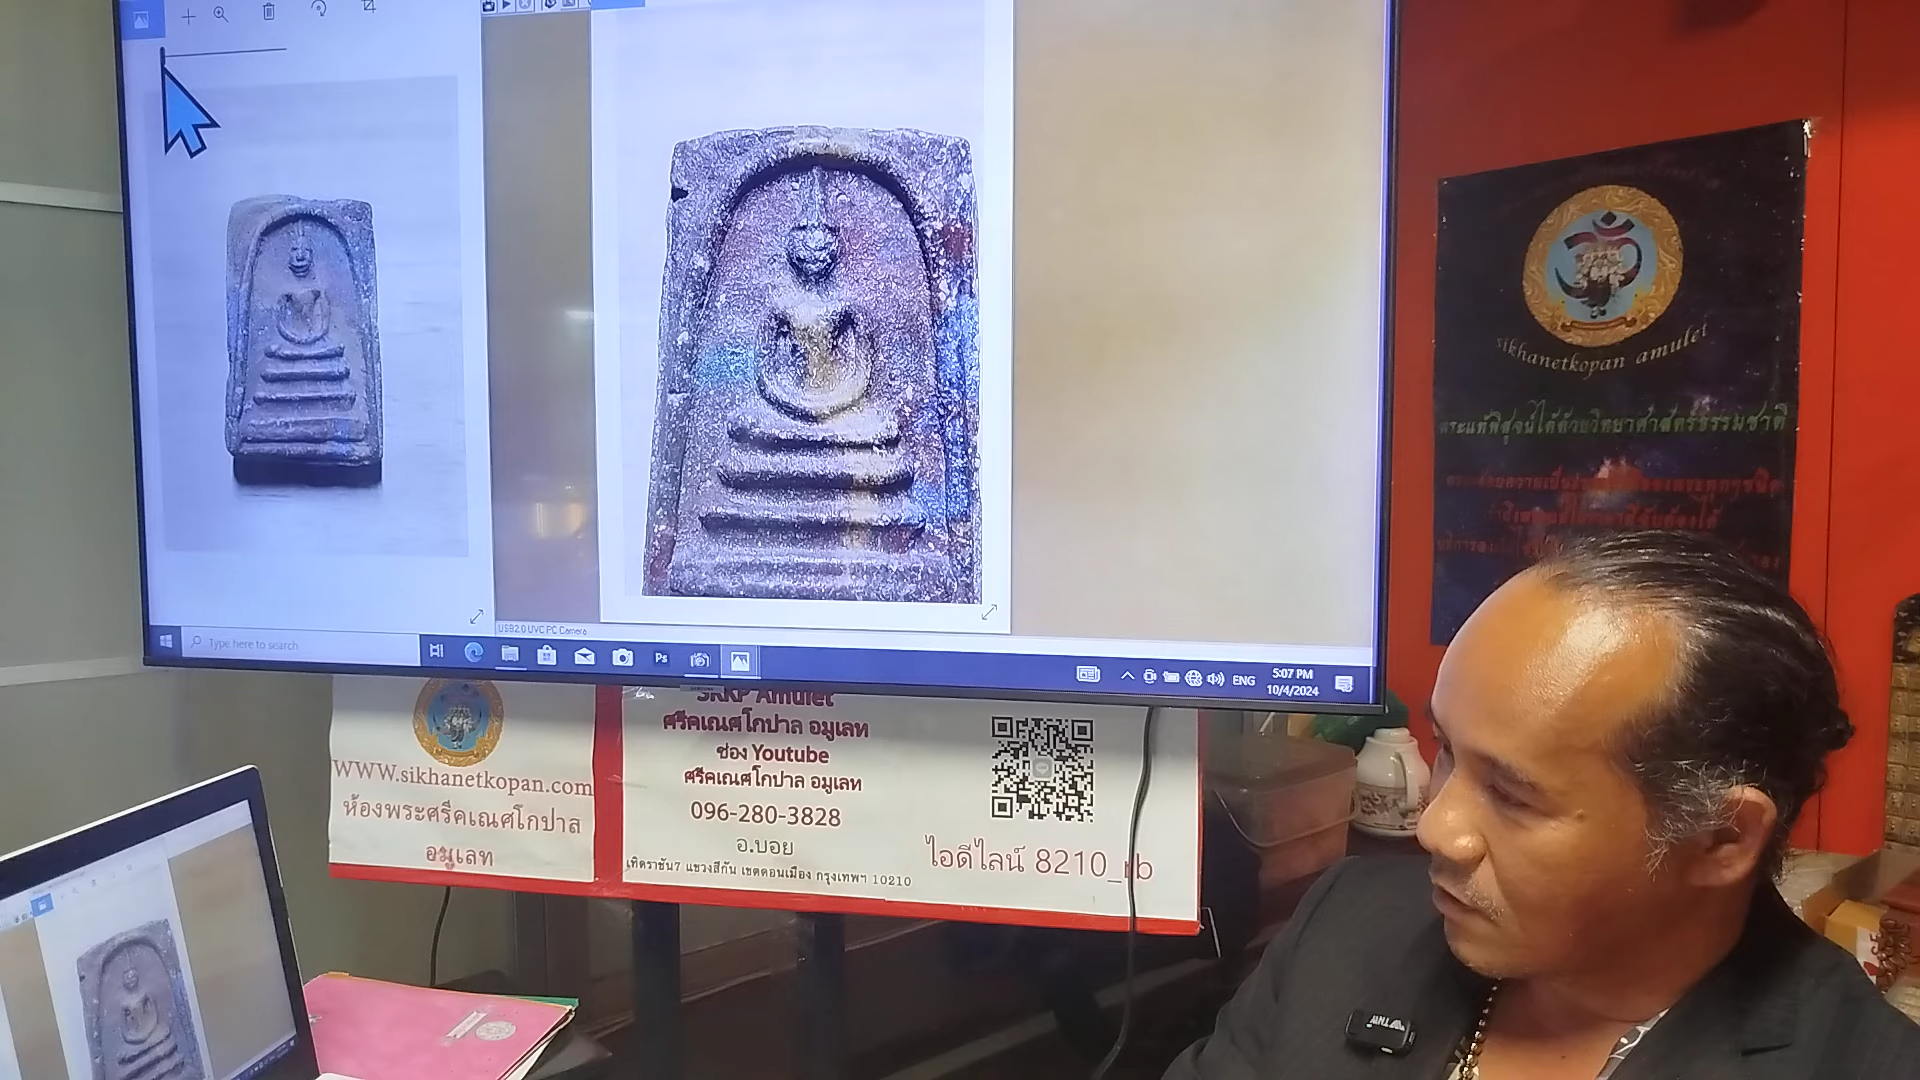 USB2.0 UVC PC Camera
Type here to search
Ps
ENG
5:07 PM
10/4/2024
sikhanetkopan amulet
พระแท้พิสูจน์ได้ด้วยวิทยาศาสตร์ธรรมชาติ
WWW.sikhanetkopan.com
ห้องพระศรีคเณศโกปาล
อมูเลท
SKKP Amulet
ศรีคเณศโกปาล อมูเลท
ช่อง Youtube
ศรีคเณศโกปาล อมูเลท
096-280-3828
อ.บอย
เทิดราชัน7 แขวงสีกัน เขตดอนเมือง กรุงเทพฯ 10210
ไอดีไลน์ 8210_rb